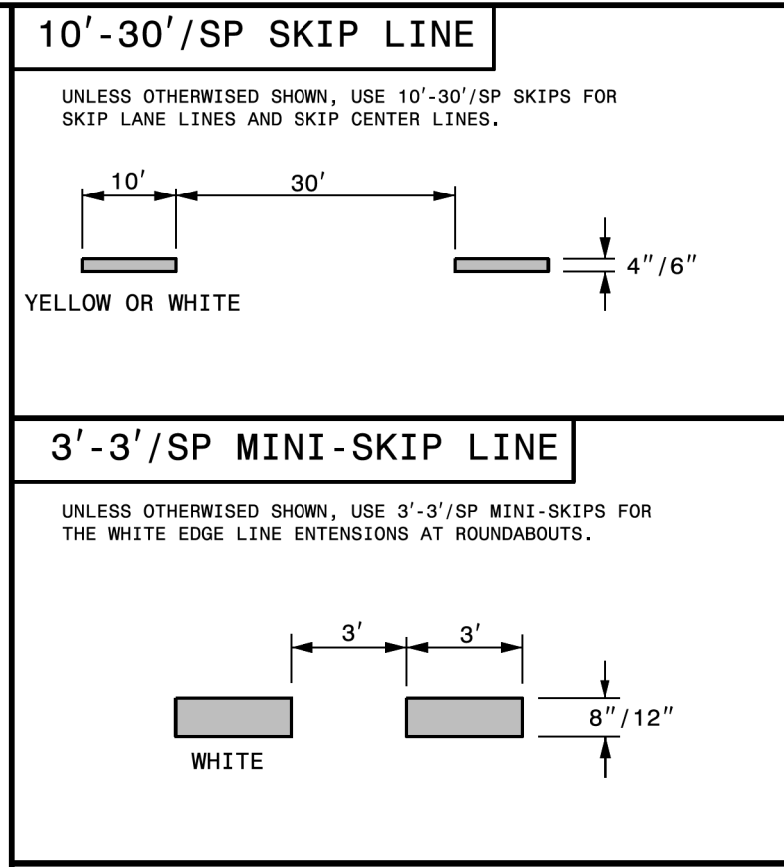 10'-30'/SP SKIP LINE
UNLESS OTHERWISED SHOWN, USE 10'-30'/SP SKIPS FOR
SKIP LANE LINES AND SKIP CENTER LINES.
10'
30'
4"/6"
YELLOW OR WHITE
3'-3'/SP MINI-SKIP LINE
UNLESS OTHERWISED SHOWN, USE 3'-3'/SP MINI-SKIPS FOR
THE WHITE EDGE LINE ENTENSIONS AT ROUNDABOUTS.
3'
3'
8"/12"
WHITE